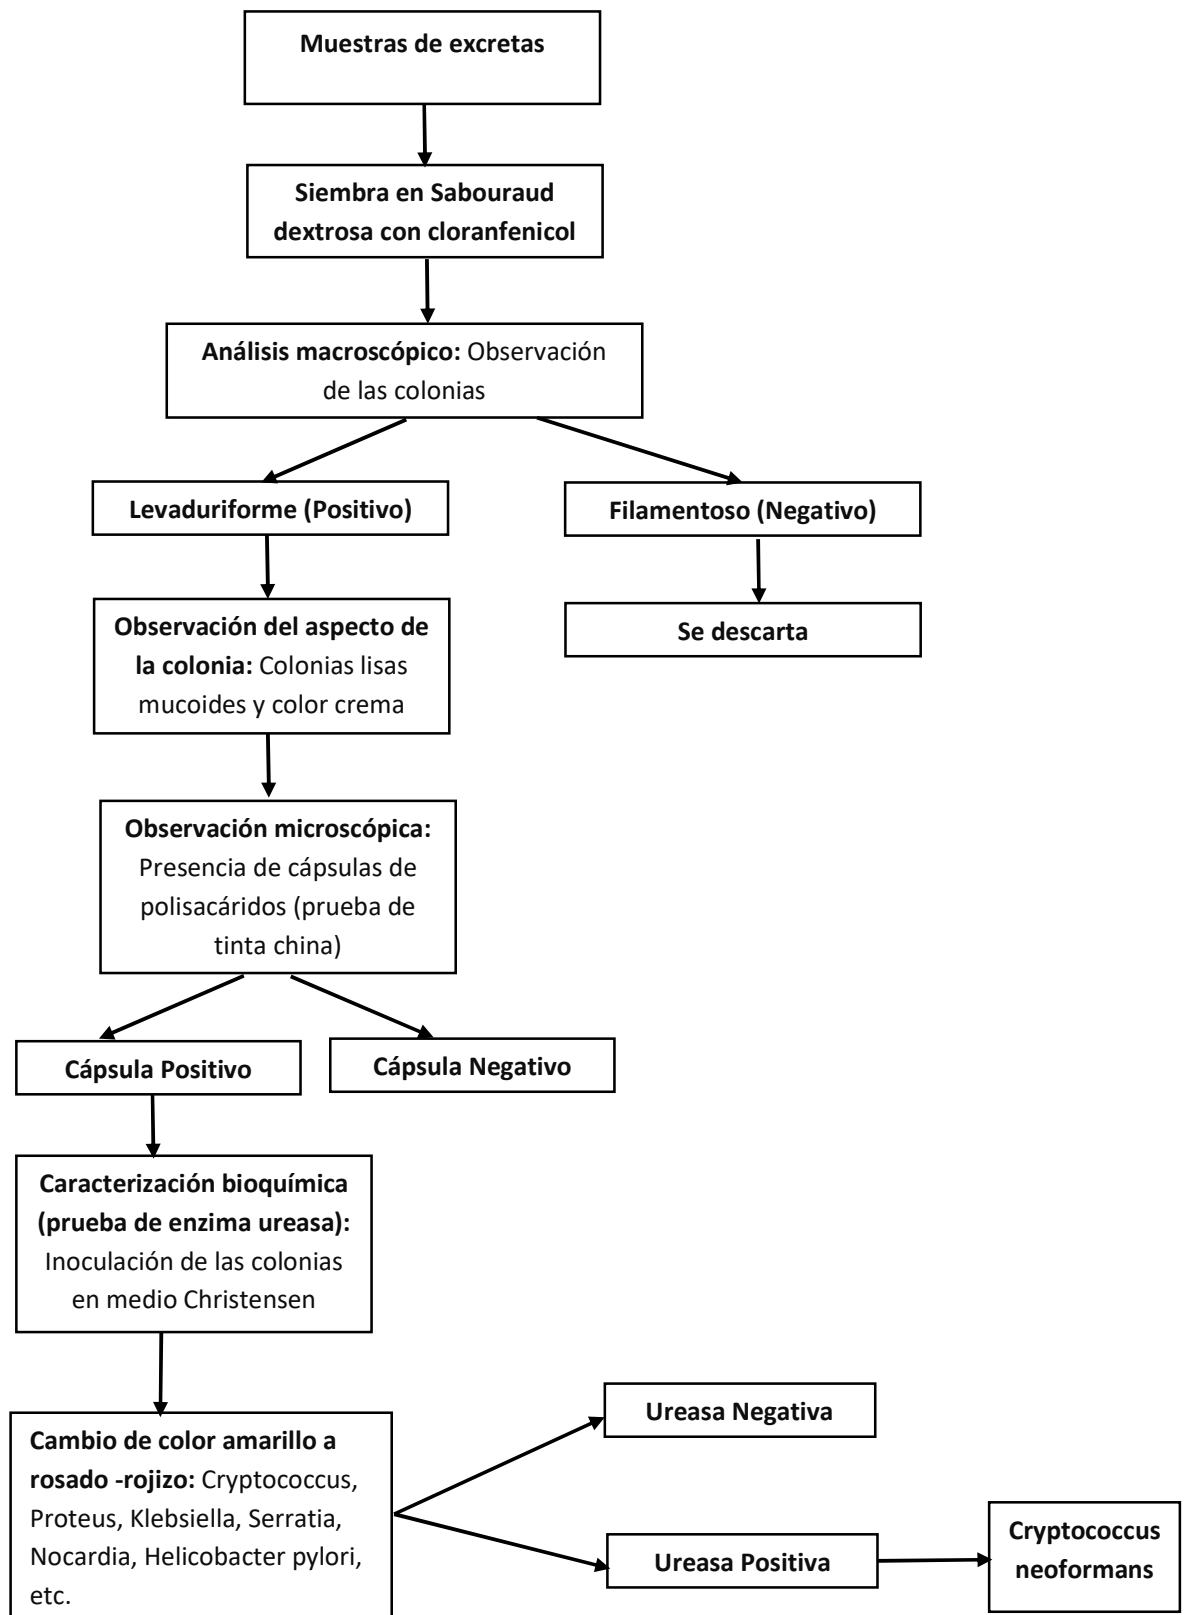 Muestras de excretas
Siembra en Sabouraud
dextrosa con cloranfenicol
Análisis macroscópico: Observación
de las colonias
Levaduriforme (Positivo)
Filamentoso (Negativo)
Observación del aspecto de
la colonia: Colonias lisas
mucoides y color crema
Se descarta
Observación microscópica:
Presencia de cápsulas de
polisacáridos (prueba de
tinta china)
Cápsula Positivo
Cápsula Negativo
Caracterización bioquímica
(prueba de enzima ureasa):
Inoculación de las colonias
en medio Christensen
Cambio de color amarillo a
rosado -rojizo: Cryptococcus,
Proteus, Klebsiella, Serratia,
Nocardia, Helicobacter pylori,
etc.
Ureasa Negativa
Ureasa Positiva
Cryptococcus
neoformans